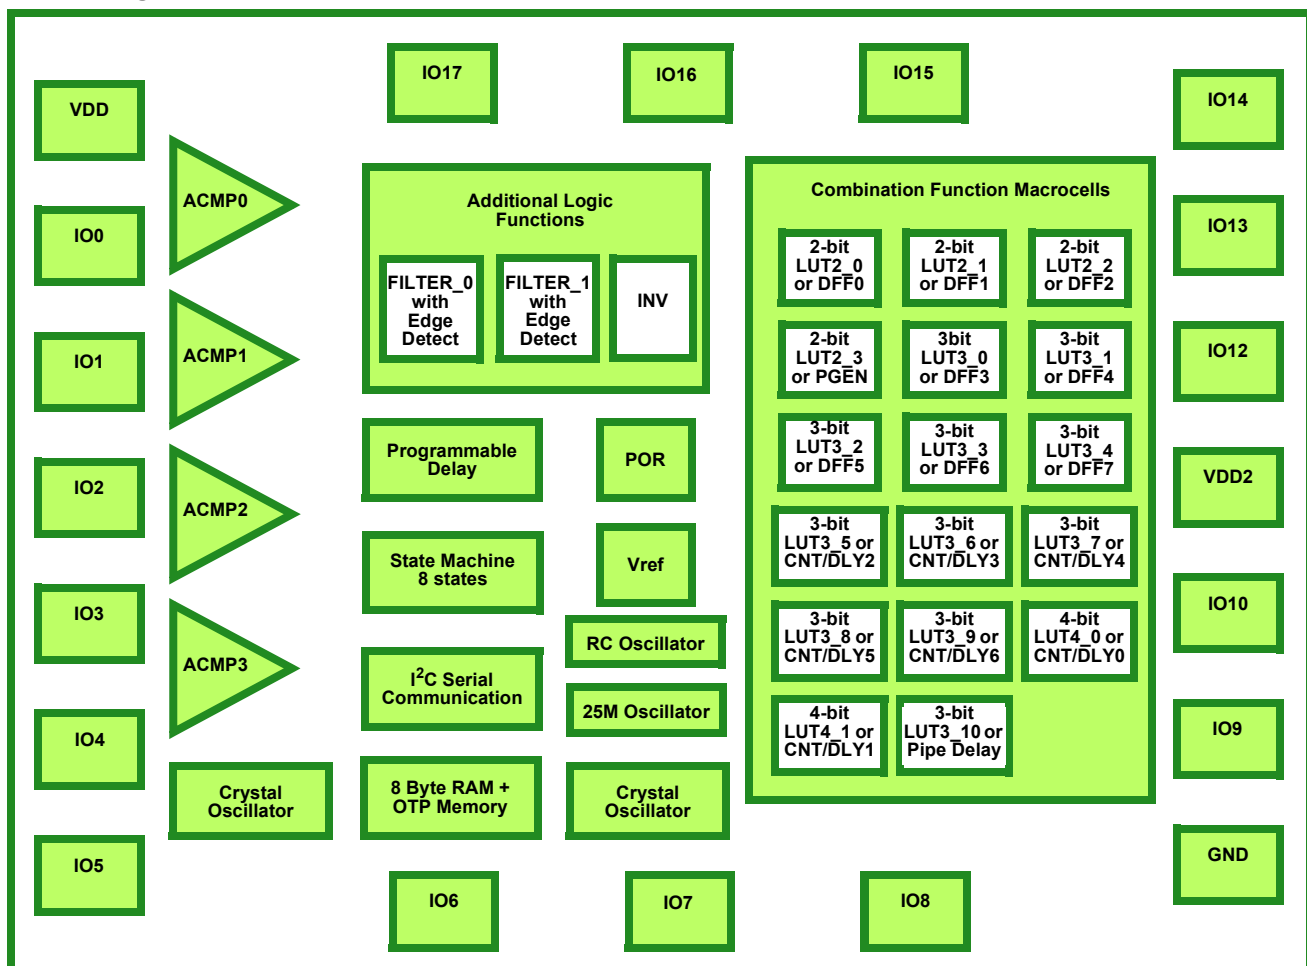 IO17
IO16
IO15
IO14
VDD
ACMP0
IO0
IO1
ACMP1
IO2
ACMP2
IO3
ACMP3
IO4
IO5
Crystal
Oscillator
Additional Logic
Functions
FILTER_0
with
Edge
Detect
FILTER_1
with
Edge
Detect
INV
Programmable
Delay
POR
State Machine
8 states
Vref
RC Oscillator
I²C Serial
Communication
25M Oscillator
8 Byte RAM +
OTP Memory
Crystal
Oscillator
Combination Function Macrocells
2-bit
LUT2_0
or DFF0
2-bit
LUT2_1
or DFF1
2-bit
LUT2_2
or DFF2
2-bit
LUT2_3
or PGEN
3bit
LUT3_0
or DFF3
3-bit
LUT3_1
or DFF4
3-bit
LUT3_2
or DFF5
3-bit
LUT3_3
or DFF6
3-bit
LUT3_4
or DFF7
3-bit
LUT3_5 or
CNT/DLY2
3-bit
LUT3_6 or
CNT/DLY3
3-bit
LUT3_7 or
CNT/DLY4
3-bit
LUT3_8 or
CNT/DLY5
3-bit
LUT3_9 or
CNT/DLY6
4-bit
LUT4_0 or
CNT/DLY0
4-bit
LUT4_1 or
CNT/DLY1
3-bit
LUT3_10 or
Pipe Delay
IO13
IO12
VDD2
IO10
IO9
GND
IO6
IO7
IO8